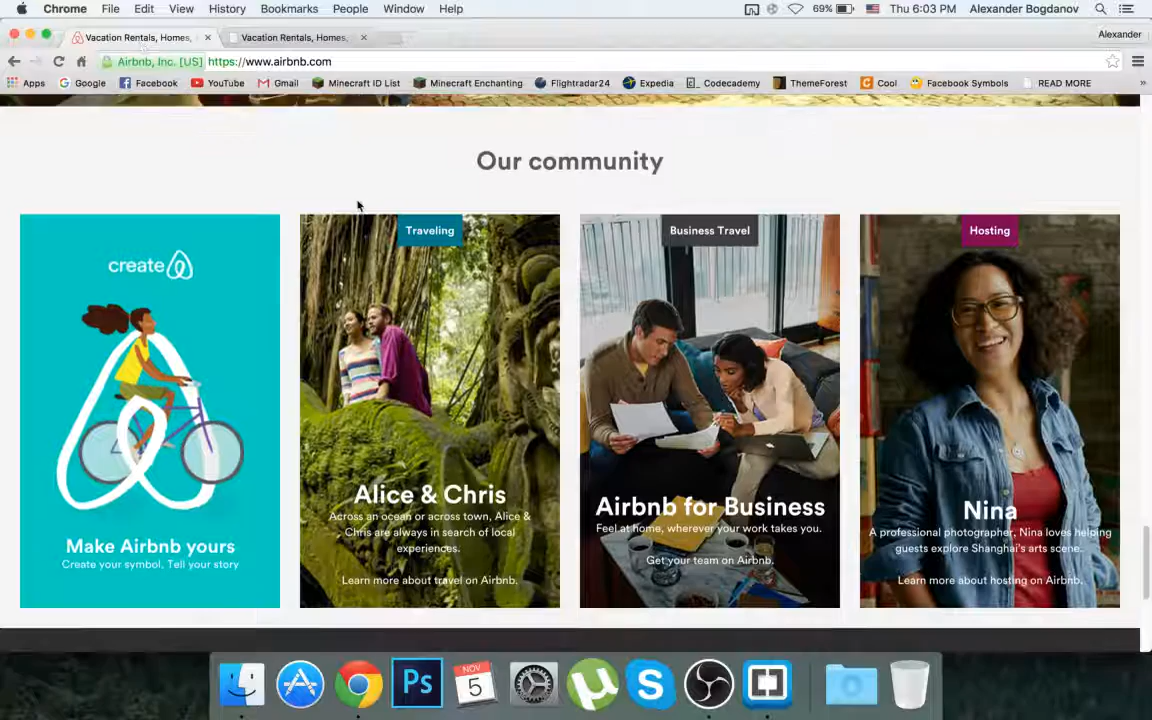 Chrome File Edit View History Bookmarks People Window Help 69% Thu 6:03 PM Alexander Bogdanov
Vacation Rentals, Homes, Vacation Rentals, Homes, Alexander
Airbnb, Inc. [US] https://www.airbnb.com
Apps Google Facebook YouTube Gmail Minecraft ID List Minecraft Enchanting Flightradar24 Expedia Codecademy ThemeForest Cool Facebook Symbols READ MORE »
Our community
create
Make Airbnb yours
Create your symbol, Tell your story
Traveling
Alice & Chris
Across an ocean or across town, Alice &
Chris are always in search of local
experiences.
Learn more about travel on Airbnb.
Business Travel
Airbnb for Business
Feel at home, wherever your work takes you.
Get your team on Airbnb.
Hosting
Nina
A professional photographer, Nina loves helping
guests explore Shanghai's arts scene.
Learn more about hosting on Airbnb.
Ps
NOV
5